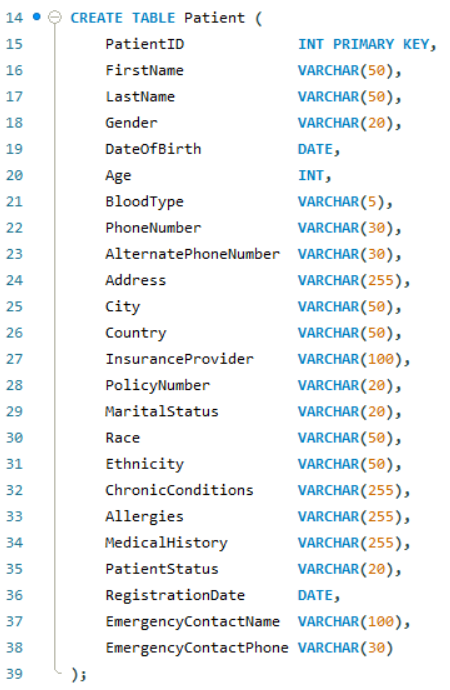 14 CREATE TABLE Patient (
15 PatientID INT PRIMARY KEY,
16 FirstName VARCHAR(50),
17 LastName VARCHAR(50),
18 Gender VARCHAR(20),
19 DateOfBirth DATE,
20 Age INT,
21 BloodType VARCHAR(5),
22 PhoneNumber VARCHAR(30),
23 AlternatePhoneNumber VARCHAR(30),
24 Address VARCHAR(255),
25 City VARCHAR(50),
26 Country VARCHAR(50),
27 InsuranceProvider VARCHAR(100),
28 PolicyNumber VARCHAR(20),
29 MaritalStatus VARCHAR(20),
30 Race VARCHAR(50),
31 Ethnicity VARCHAR(50),
32 ChronicConditions VARCHAR(255),
33 Allergies VARCHAR(255),
34 MedicalHistory VARCHAR(255),
35 PatientStatus VARCHAR(20),
36 RegistrationDate DATE,
37 EmergencyContactName VARCHAR(100),
38 EmergencyContactPhone VARCHAR(30)
39 );